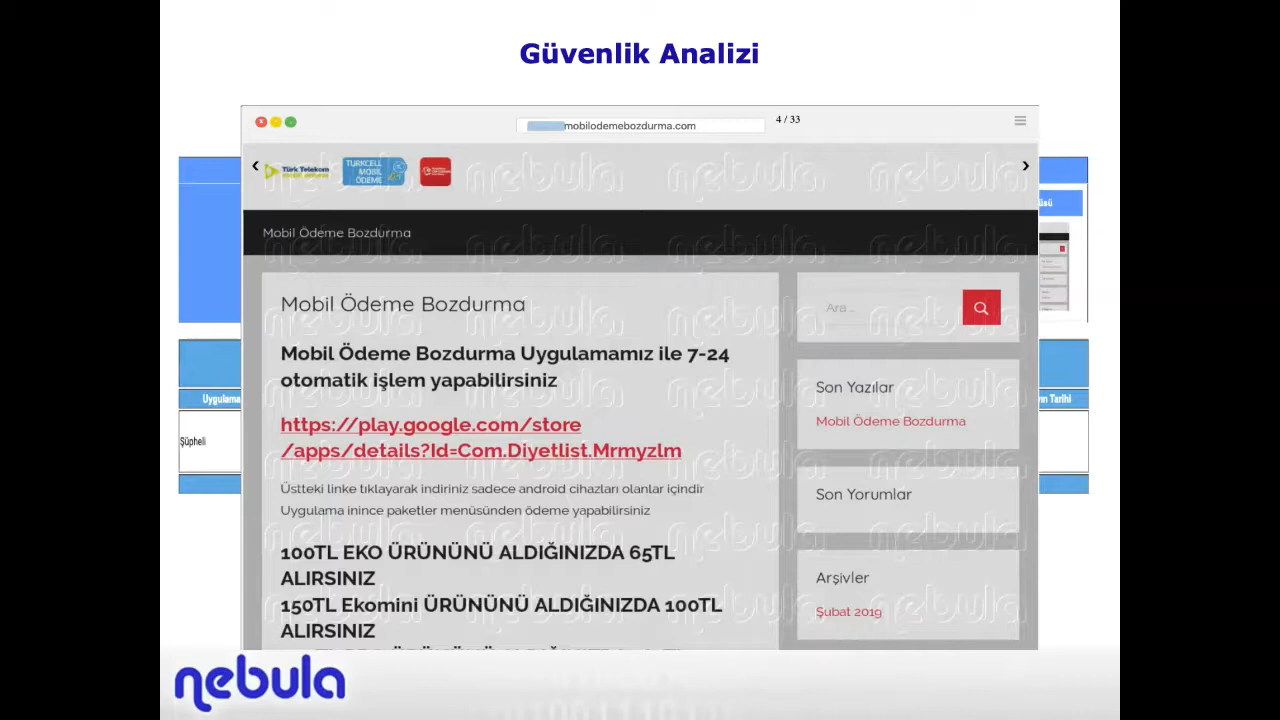 Güvenlik Analizi
mobilodemebozdurma.com
4 / 33
Türk Telekom
TURKCELL
MOBİL
ÖDEME
Mobil Ödeme Bozdurma
Mobil Ödeme Bozdurma
Mobil Ödeme Bozdurma Uygulamamız ile 7-24
otomatik işlem yapabilirsiniz
https://play.google.com/store
/apps/details?Id=Com.Diyetlist.Mrmyzlm
Üstteki linke tıklayarak indiriniz sadece android cihazları olanlar içindir
Uygulama inince paketler menüsünden ödeme yapabilirsiniz
100TL EKO ÜRÜNÜNÜ ALDIĞINIZDA 65TL
ALIRSINIZ
150TL Ekomini ÜRÜNÜNÜ ALDIĞINIZDA 100TL
ALIRSINIZ
Ara ...
Son Yazılar
Mobil Ödeme Bozdurma
Son Yorumlar
Arşivler
Şubat 2019
Uygulama
Şüpheli
Tarihi
nebula